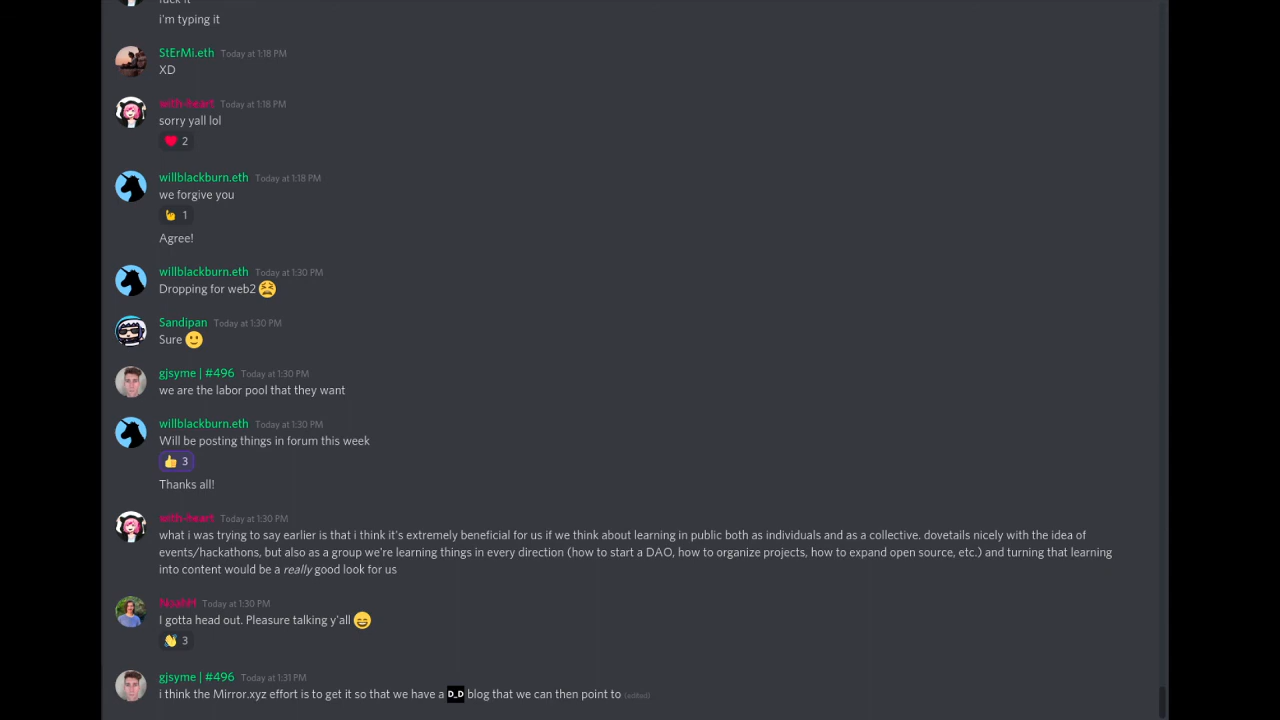 fuck it
i'm typing it
StErMi.eth Today at 1:18 PM
XD
with-heart Today at 1:18 PM
sorry yall lol
2
willblackburn.eth Today at 1:18 PM
we forgive you
1
Agree!
willblackburn.eth Today at 1:30 PM
Dropping for web2
Sandipan Today at 1:30 PM
Sure
gjsyme | #496 Today at 1:30 PM
we are the labor pool that they want
willblackburn.eth Today at 1:30 PM
Will be posting things in forum this week
3
Thanks all!
with-heart Today at 1:30 PM
what i was trying to say earlier is that i think it's extremely beneficial for us if we think about learning in public both as individuals and as a collective. dovetails nicely with the idea of
events/hackathons, but also as a group we're learning things in every direction (how to start a DAO, how to organize projects, how to expand open source, etc.) and turning that learning
into content would be a really good look for us
NoahH Today at 1:30 PM
I gotta head out. Pleasure talking y'all
3
gjsyme | #496 Today at 1:31 PM
i think the Mirror.xyz effort is to get it so that we have a D_D blog that we can then point to (edited)